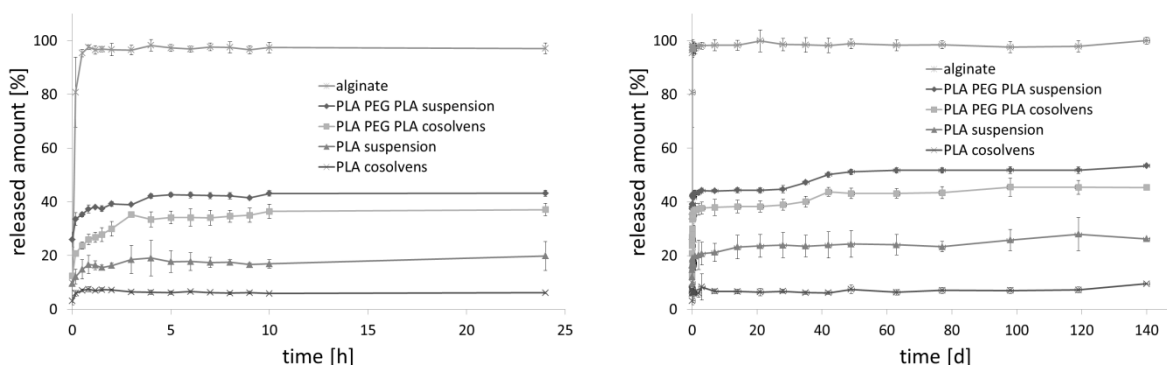 100
80
60
40
20
0
released amount [%]
alginate
PLA PEG PLA suspension
PLA PEG PLA cosolvens
PLA suspension
PLA cosolvens
0 5 10 15 20 25
time [h]
100
80
60
40
20
0
released amount [%]
alginate
PLA PEG PLA suspension
PLA PEG PLA cosolvens
PLA suspension
PLA cosolvens
0 20 40 60 80 100 120 140
time [d]